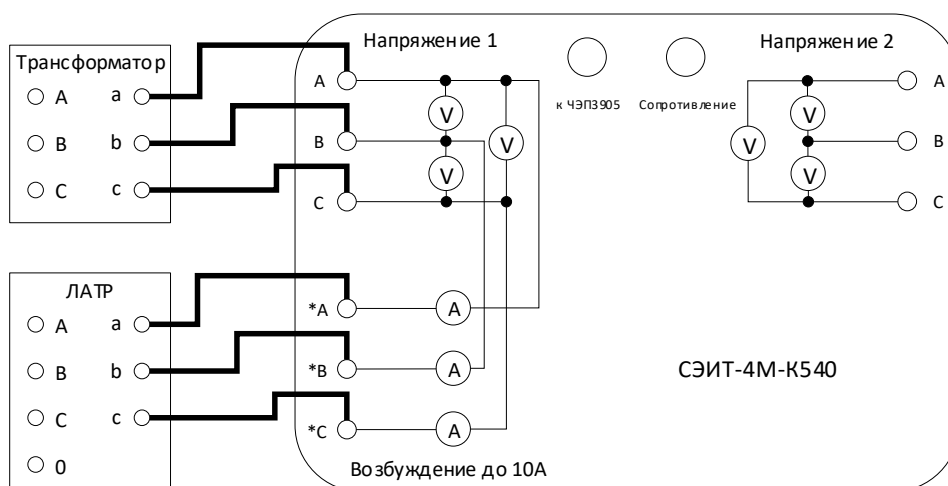 Напряжение 1
Напряжение 2
Трансформатор
A
a
B
b
C
c
A
B
C
V
V
V
к ЧЭП3905
Сопротивление
V
V
V
A
B
C
ЛАТР
A
a
B
b
C
c
0
*A
A
*B
A
*C
A
СЭИТ-4М-К540
Возбуждение до 10А